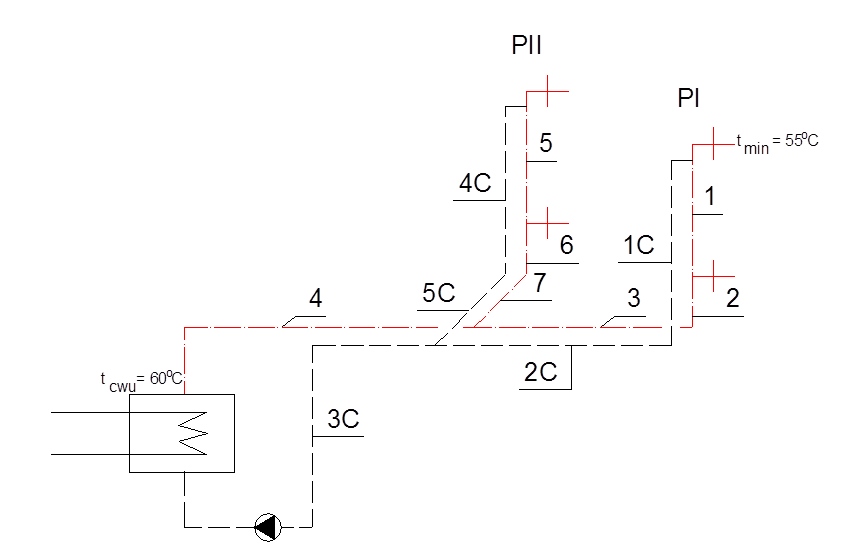 PII
PI
t min = 55⁰C
5
4C
1
6
1C
7
5C
4
3
2
t cwu = 60⁰C
2C
3C